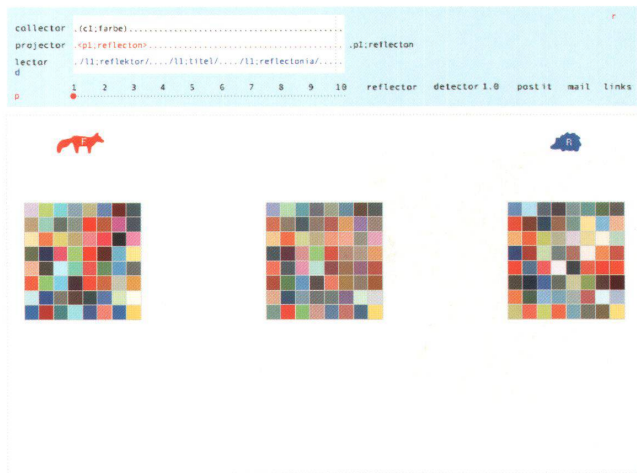 r
collector .(c1;farbe)......................................
projector .<p1;reflecton>.................................. .p1;reflecton
lector ./l1;reflektor/..../l1;titel/..../l1;reflectonia/.....
d
1 2 3 4 5 6 7 8 9 10 reflector detector 1.0 postit mail links
p
F R